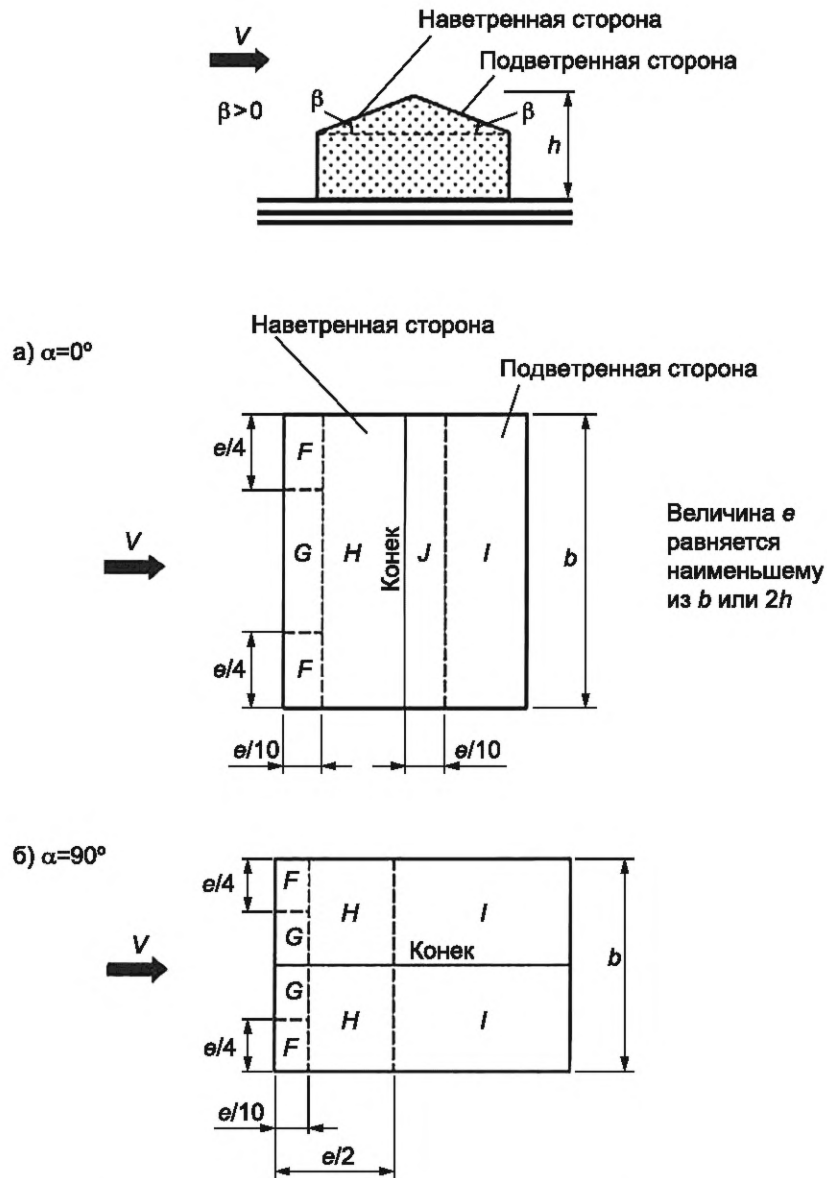 Наветренная сторона
V
Подветренная сторона
β>0
β
β
h
а) α=0º
Наветренная сторона
Подветренная сторона
e/4
F
V
G
H
Конек
J
I
b
Величина e
равняется
наименьшему
из b или 2h
e/4
F
e/10
e/10
б) α=90º
e/4
F
H
I
V
G
Конек
b
G
H
I
e/4
F
e/10
e/2